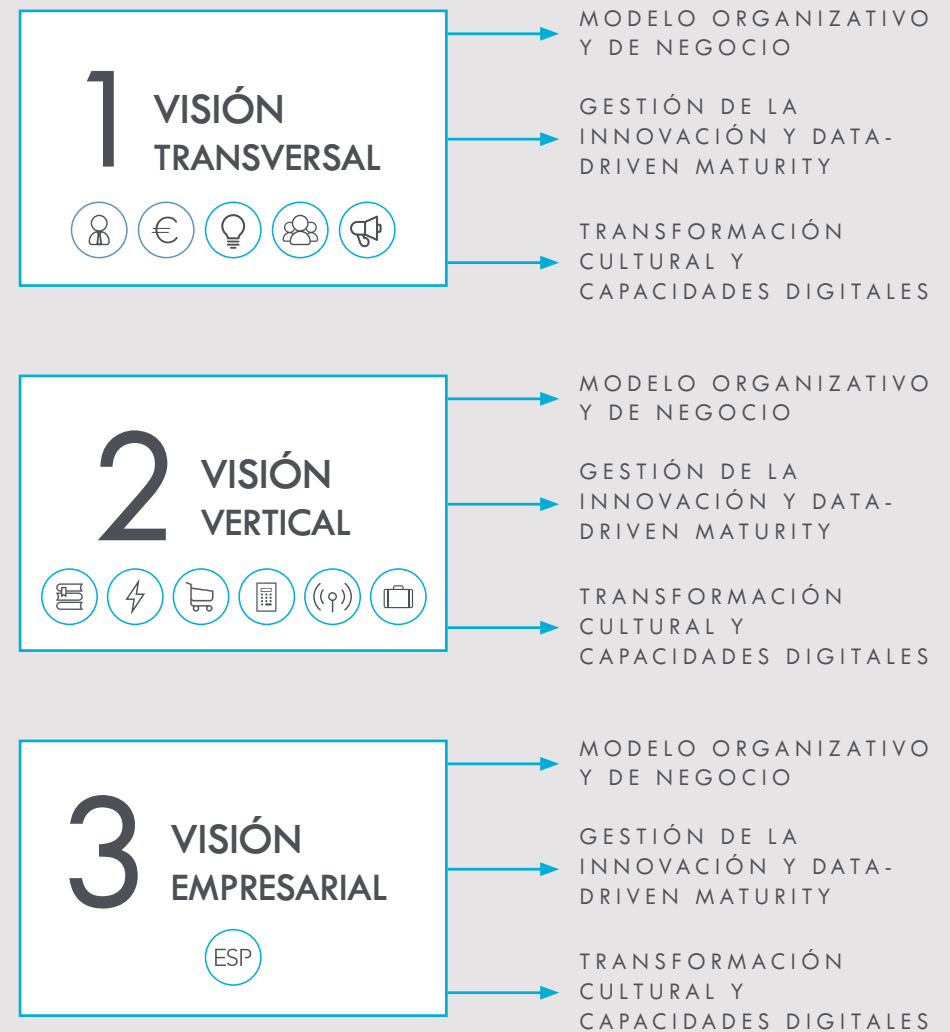 1 VISIÓN
TRANSVERSAL
€
MODELO ORGANIZATIVO
Y DE NEGOCIO
GESTIÓN DE LA
INNOVACIÓN Y DATA-
DRIVEN MATURITY
TRANSFORMACIÓN
CULTURAL Y
CAPACIDADES DIGITALES
2 VISIÓN
VERTICAL
MODELO ORGANIZATIVO
Y DE NEGOCIO
GESTIÓN DE LA
INNOVACIÓN Y DATA-
DRIVEN MATURITY
TRANSFORMACIÓN
CULTURAL Y
CAPACIDADES DIGITALES
3 VISIÓN
EMPRESARIAL
ESP
MODELO ORGANIZATIVO
Y DE NEGOCIO
GESTIÓN DE LA
INNOVACIÓN Y DATA-
DRIVEN MATURITY
TRANSFORMACIÓN
CULTURAL Y
CAPACIDADES DIGITALES